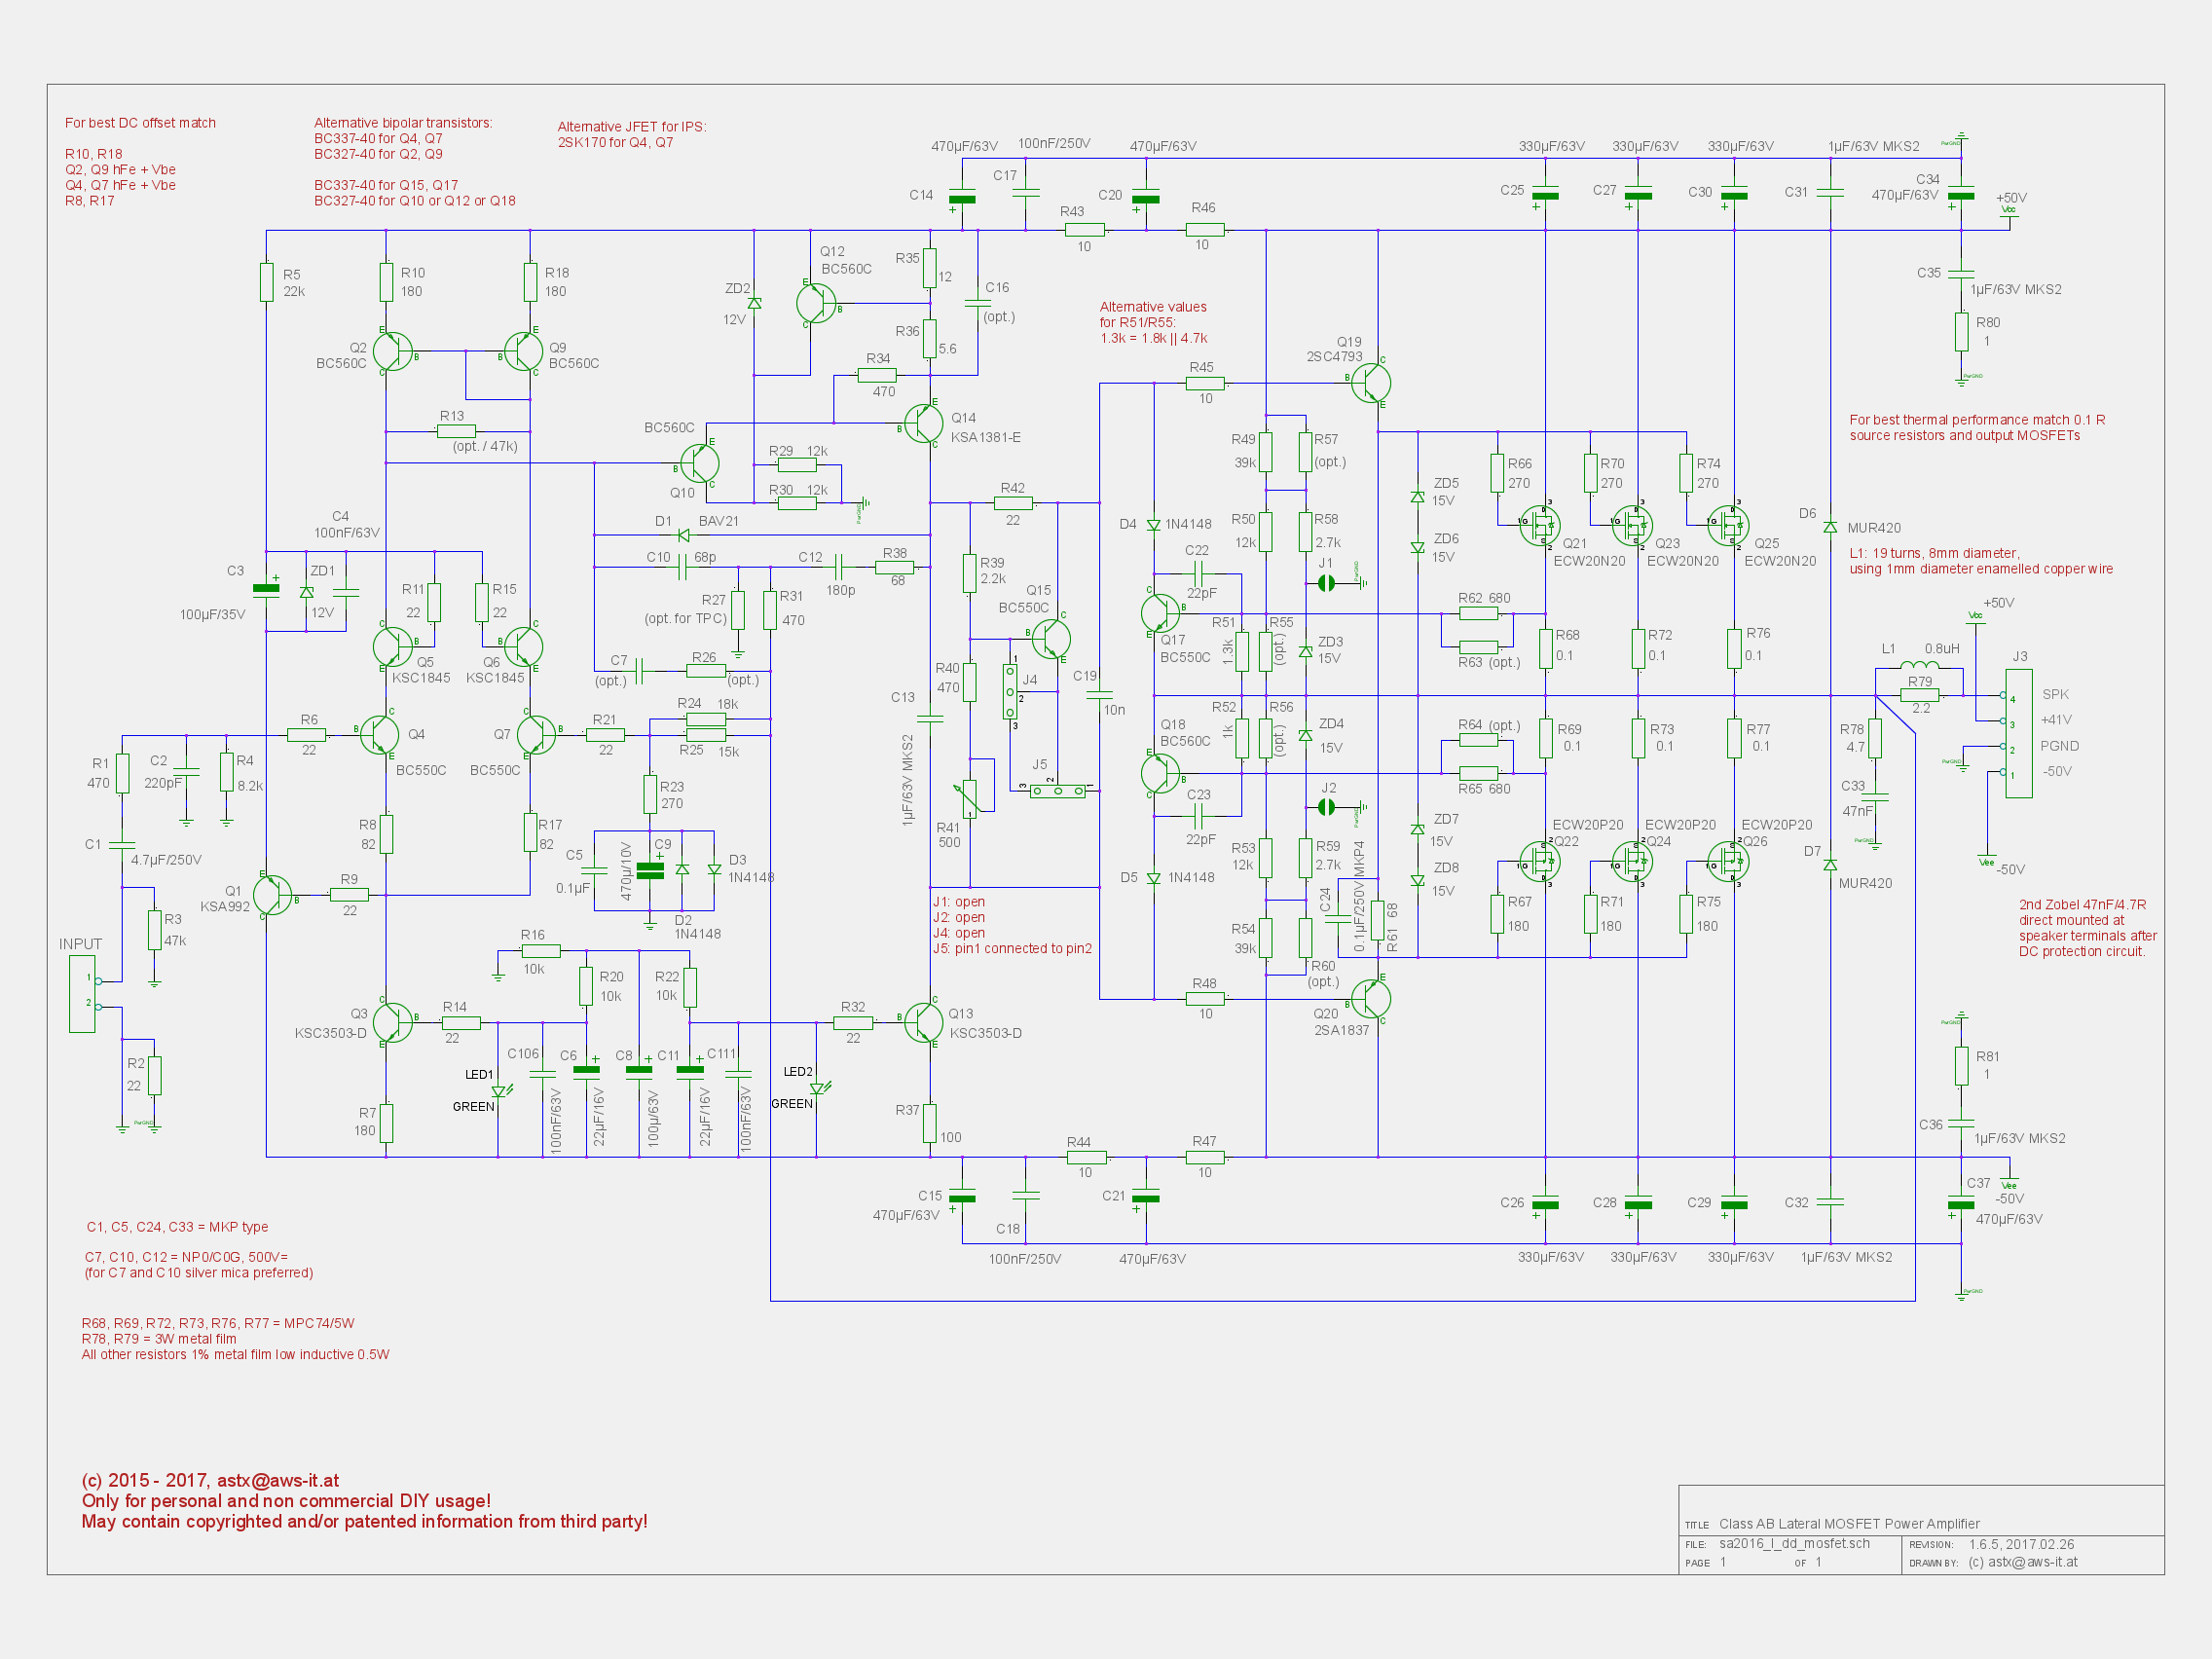 For best DC offset match
R10, R18
Q2, Q9 hFe + Vbe
Q4, Q7 hFe + Vbe
R8, R17
Alternative bipolar transistors:
BC337-40 for Q4, Q7
BC327-40 for Q2, Q9
BC337-40 for Q15, Q17
BC327-40 for Q10 or Q12 or Q18
Alternative JFET for IPS:
2SK170 for Q4, Q7
470µF/63V
C14
100nF/250V
C17
470µF/63V
C20
R43
10
R46
10
330µF/63V
C25
330µF/63V
C27
330µF/63V
C30
1µF/63V MKS2
C31
C34
470µF/63V
PwrGND
+50V
Vcc
C35
1µF/63V MKS2
R80
1
PwrGND
R5
22k
R10
180
R18
180
Q2
BC560C
Q9
BC560C
R13
(opt. / 47k)
ZD2
12V
Q12
BC560C
R35
12
R36
5.6
C16
(opt.)
R34
470
Q14
KSA1381-E
BC560C
Q10
R29 12k
R30 12k
PwrGND
D1 BAV21
C10 68p
C12
180p
R38
68
R27
(opt. for TPC)
R31
470
C7
(opt.)
R26
(opt.)
R24 18k
R25 15k
C4
100nF/63V
C3
100µF/35V
ZD1
12V
R11
22
R15
22
Q5
KSC1845
Q6
KSC1845
R6
22
Q4
BC550C
Q7
BC550C
R21
22
R1
470
C2
220pF
R4
8.2k
C1
4.7µF/250V
R3
47k
INPUT
1
2
R2
22
PwrGND
R8
82
R17
82
R9
22
Q1
KSA992
R23
270
C5
0.1µF
C9
470µ/10V
D3
1N4148
D2
1N4148
R16
10k
R20
10k
R22
10k
Q3
KSC3503-D
R14
22
R7
180
LED1
GREEN
C106
100nF/63V
C6
22µF/16V
C8
100µ/63V
C11
22µF/16V
C111
100nF/63V
LED2
GREEN
R32
22
Q13
KSC3503-D
R37
100
R42
22
R39
2.2k
R40
470
R41
500
Q15
BC550C
J4
1
2
3
J5
3
2
1
C13
1µF/63V MKS2
C19
10n
J1: open
J2: open
J4: open
J5: pin1 connected to pin2
Alternative values
for R51/R55:
1.3k = 1.8k || 4.7k
R45
10
Q19
2SC4793
D4 1N4148
C22
22pF
Q17
BC550C
Q18
BC560C
C23
22pF
D5 1N4148
R48
10
Q20
2SA1837
R49
39k
R57
(opt.)
R50
12k
R58
2.7k
J1
PwrGND
R51
1.3k
R55
(opt.)
ZD3
15V
R52
1k
R56
(opt.)
ZD4
15V
J2
PwrGND
R53
12k
R59
2.7k
R54
39k
R60
(opt.)
C24
0.1µF/250V MKP4
R61 68
ZD5
15V
ZD6
15V
ZD7
15V
ZD8
15V
R62 680
R63 (opt.)
R64 (opt.)
R65 680
R66
270
R70
270
R74
270
Q21
ECW20N20
Q23
ECW20N20
Q25
ECW20N20
R68
0.1
R72
0.1
R76
0.1
R69
0.1
R73
0.1
R77
0.1
ECW20P20
Q22
ECW20P20
Q24
ECW20P20
Q26
R67
180
R71
180
R75
180
D6
MUR420
D7
MUR420
For best thermal performance match 0.1 R
source resistors and output MOSFETs
L1: 19 turns, 8mm diameter,
using 1mm diameter enamelled copper wire
+50V
Vcc
L1 0.8uH
R79
2.2
R78
4.7
C33
47nF
PwrGND
J3
4
3
2
1
SPK
+41V
PGND
-50V
Vee
-50V
2nd Zobel 47nF/4.7R
direct mounted at
speaker terminals after
DC protection circuit.
PwrGND
R81
1
C36
1µF/63V MKS2
Vee
-50V
C37
470µF/63V
PwrGND
R44
10
R47
10
C15
470µF/63V
C18
100nF/250V
C21
470µF/63V
C26
330µF/63V
C28
330µF/63V
C29
330µF/63V
C32
1µF/63V MKS2
C1, C5, C24, C33 = MKP type
C7, C10, C12 = NP0/C0G, 500V=
(for C7 and C10 silver mica preferred)
R68, R69, R72, R73, R76, R77 = MPC74/5W
R78, R79 = 3W metal film
All other resistors 1% metal film low inductive 0.5W
(c) 2015 - 2017, astx@aws-it.at
Only for personal and non commercial DIY usage!
May contain copyrighted and/or patented information from third party!
TITLE Class AB Lateral MOSFET Power Amplifier
FILE: sa2016_l_dd_mosfet.sch
REVISION: 1.6.5, 2017.02.26
PAGE 1 OF 1
DRAWN BY: (c) astx@aws-it.at